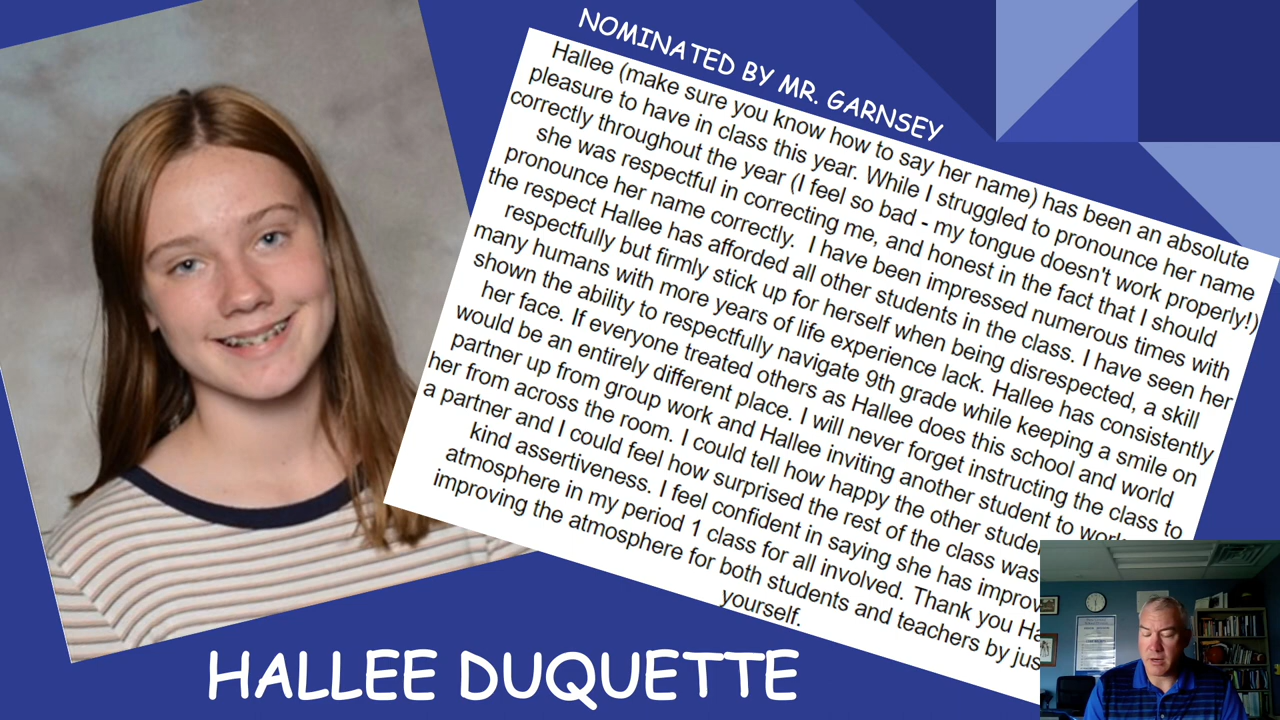 NOMINATED BY MR. GARNSEY
Hallee (make sure you know how to say her name) has been an absolute
pleasure to have in class this year. While I struggled to pronounce her name
correctly throughout the year (I feel so bad - my tongue doesn't work properly!)
she was respectful in correcting me, and honest in the fact that I should
pronounce her name correctly. I have been impressed numerous times with
the respect Hallee has afforded all other students in the class. I have seen her
respectfully but firmly stick up for herself when being disrespected, a skill
many humans with more years of life experience lack. Hallee has consistently
shown the ability to respectfully navigate 9th grade while keeping a smile on
her face. If everyone treated others as Hallee does this school and world
would be an entirely different place. I will never forget instructing the class to
partner up from group work and Hallee inviting another student to work
her from across the room. I could tell how happy the other
a partner and I could feel how surprised the rest of the class was
kind assertiveness. I feel confident in saying she has
atmosphere in my period 1 class for all involved. Thank you
improving the atmosphere for both students and teachers by
yourself.
HALLEE DUQUETTE